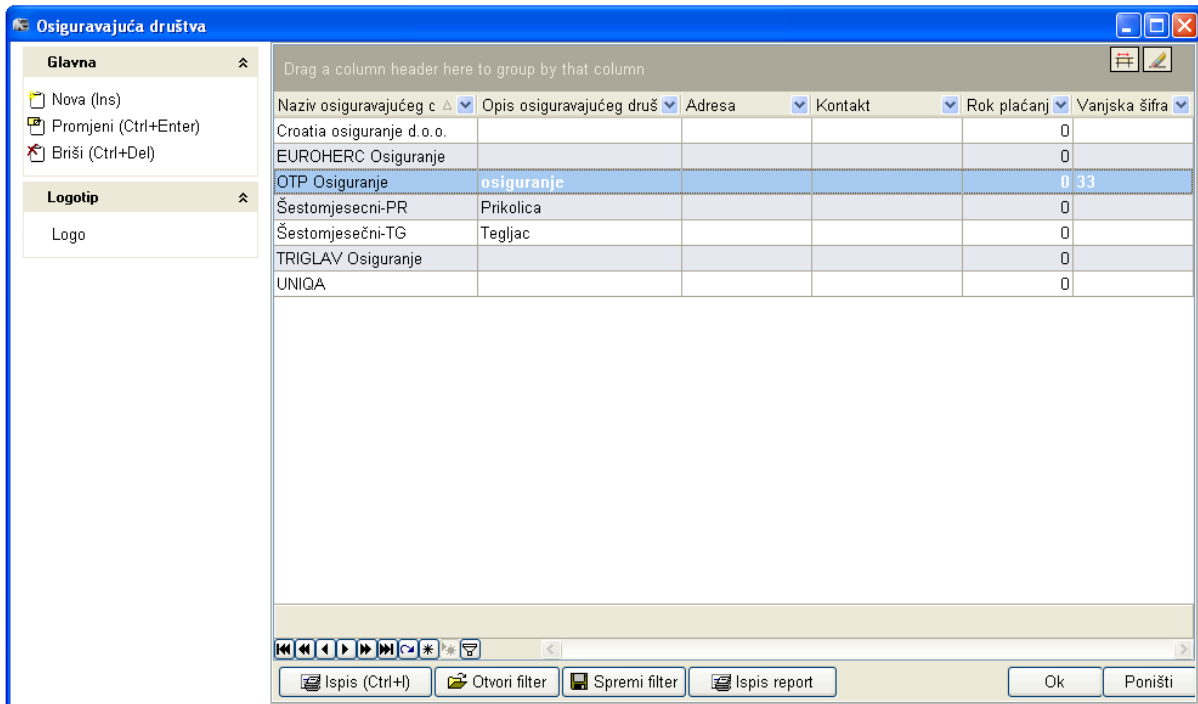 Osiguravajuća društva
Glavna
Nova (Ins)
Promjeni (Ctrl+Enter)
Briši (Ctrl+Del)
Logotip
Logo
Drag a column header here to group by that column
Naziv osiguravajućeg c Opis osiguravajućeg druš Adresa Kontakt Rok plaćanj Vanjska šifra
Croatia osiguranje d.o.o. 0
EUROHERC Osiguranje 0
OTP Osiguranje osiguranje 0 33
Šestomjesecni-PR Prikolica 0
Šestomjesečni-TG Tegljac 0
TRIGLAV Osiguranje 0
UNIQA 0
Ispis (Ctrl+I) Otvori filter Spremi filter Ispis report Ok Poništi